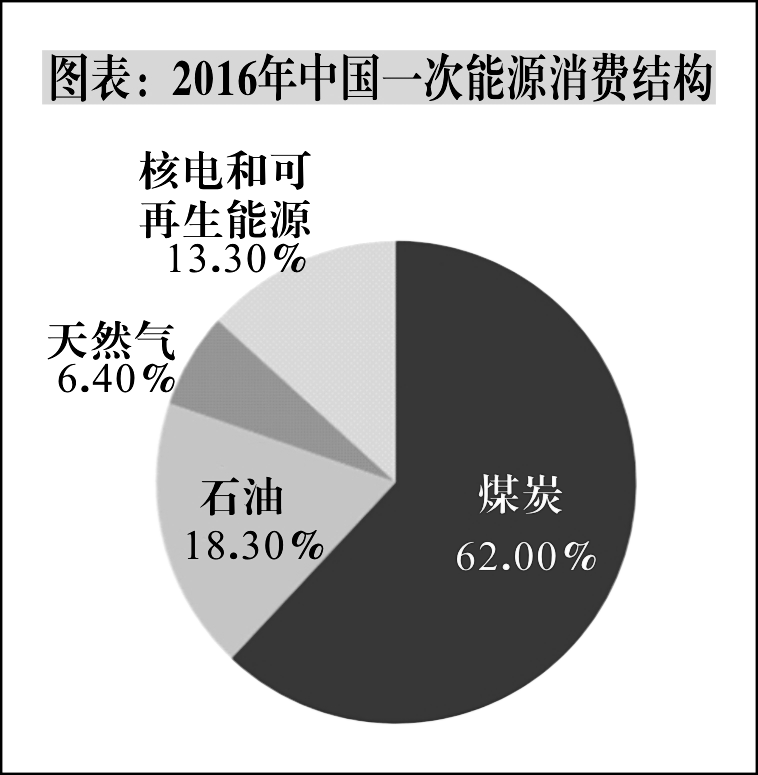 图表：2016年中国一次能源消费结构
核电和可
再生能源
13.30%
天然气
6.40%
石油
18.30%
煤炭
62.00%